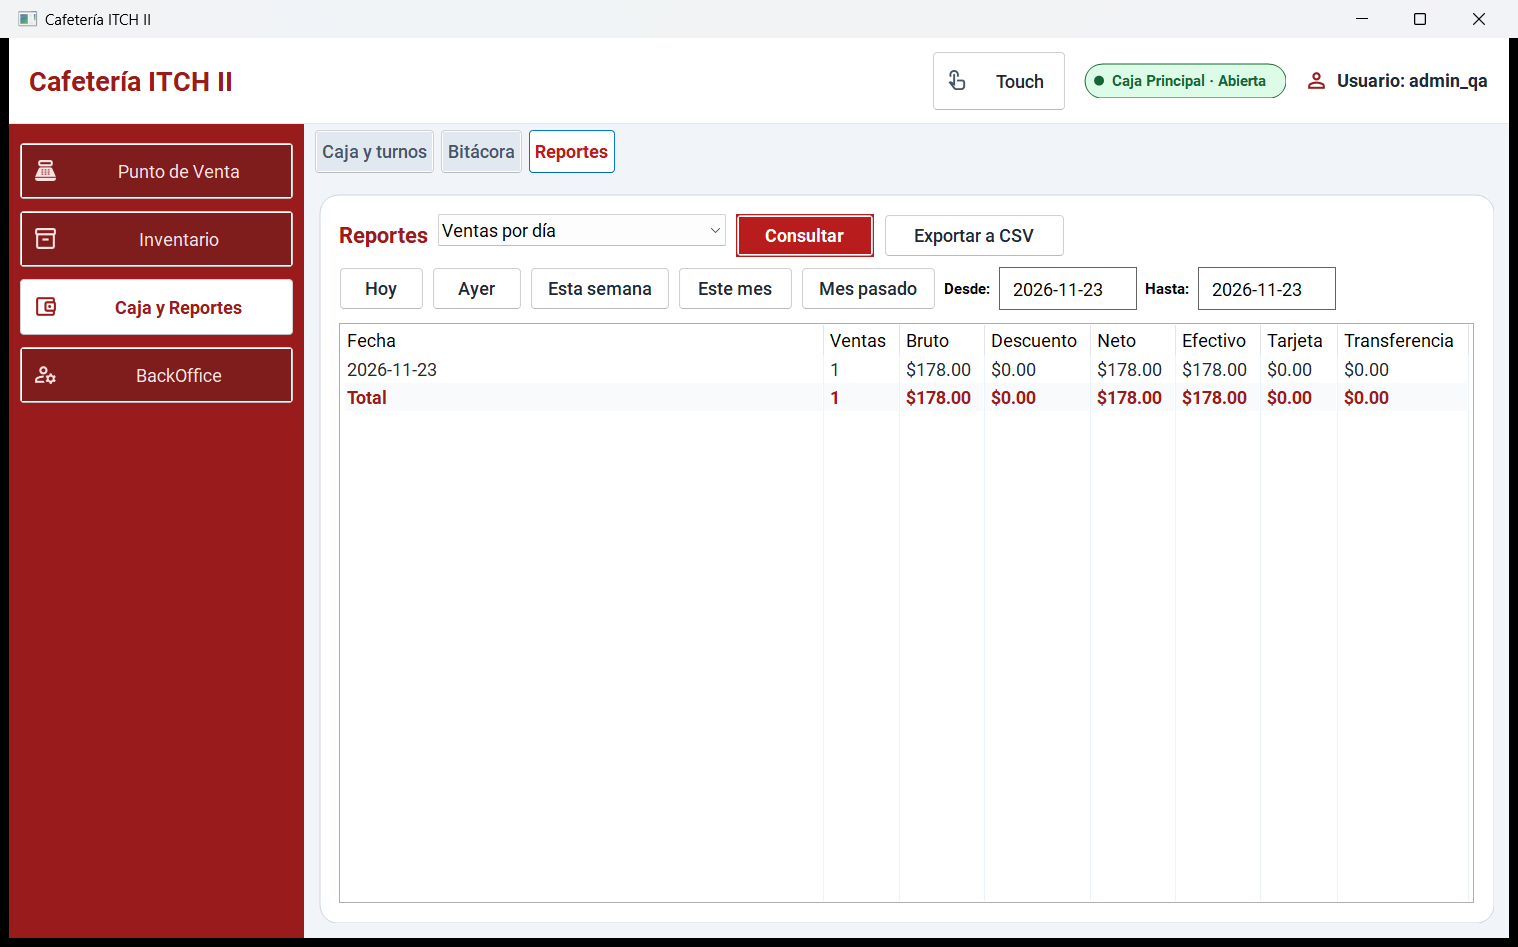 Cafetería ITCH II
Cafetería ITCH II
Touch
Caja Principal · Abierta
Usuario: admin_qa
Punto de Venta
Inventario
Caja y Reportes
BackOffice
Caja y turnos Bitácora Reportes
Reportes Ventas por día Consultar Exportar a CSV
Hoy Ayer Esta semana Este mes Mes pasado Desde: 2026-11-23 Hasta: 2026-11-23
Fecha Ventas Bruto Descuento Neto Efectivo Tarjeta Transferencia
2026-11-23 1 $178.00 $0.00 $178.00 $178.00 $0.00 $0.00
Total 1 $178.00 $0.00 $178.00 $178.00 $0.00 $0.00